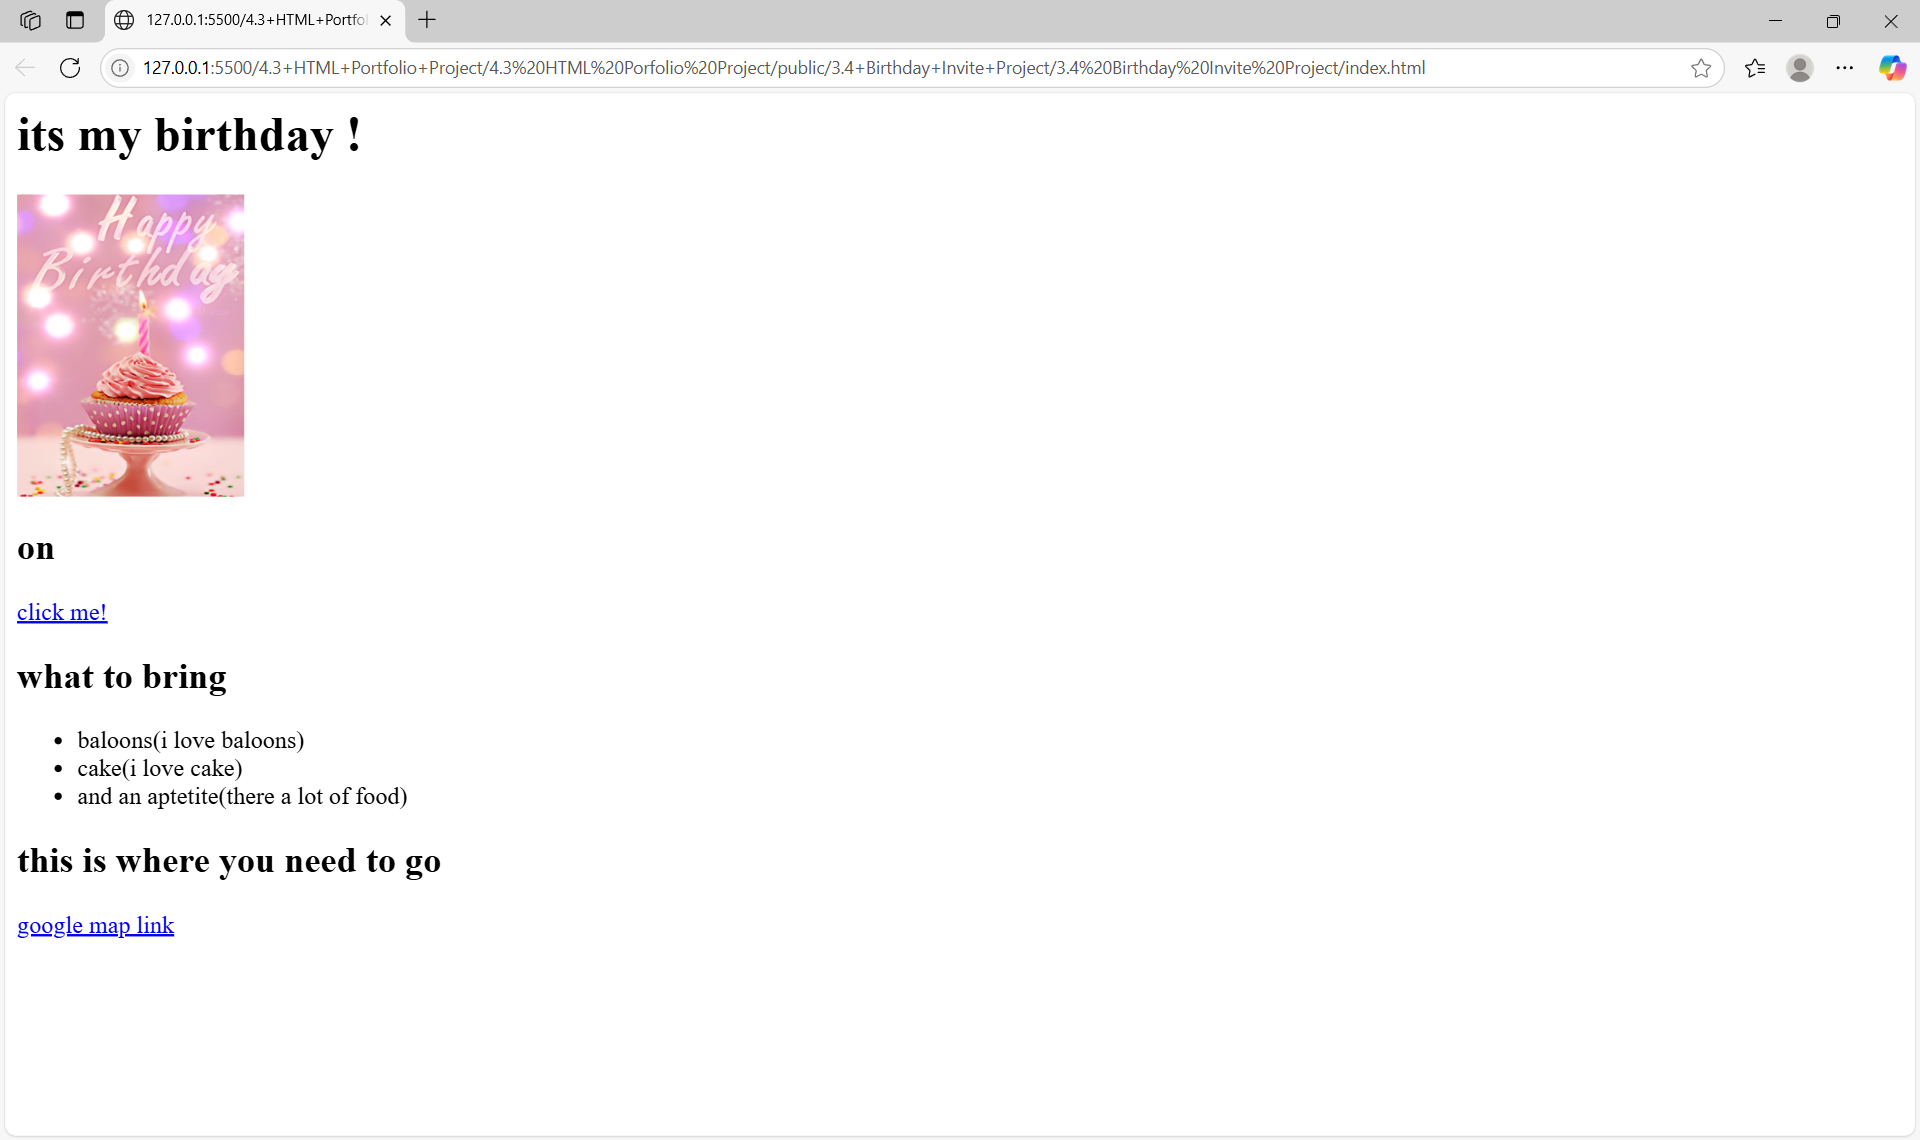 127.0.0.1:5500/4.3+HTML+Portfo
127.0.0.1:5500/4.3+HTML+Portfolio+Project/4.3%20HTML%20Porfolio%20Project/public/3.4+Birthday+Invite+Project/3.4%20Birthday%20Invite%20Project/index.html
its my birthday !
Happy
Birthday
on
click me!
what to bring
• baloons(i love baloons)
• cake(i love cake)
• and an aptetite(there a lot of food)
this is where you need to go
google map link